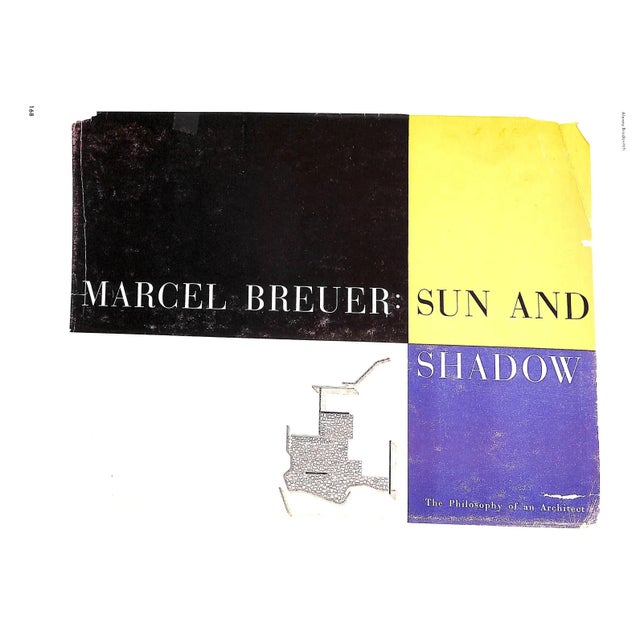 168
MARCEL BREUER: SUN AND
SHADOW
The Philosophy of an Architect